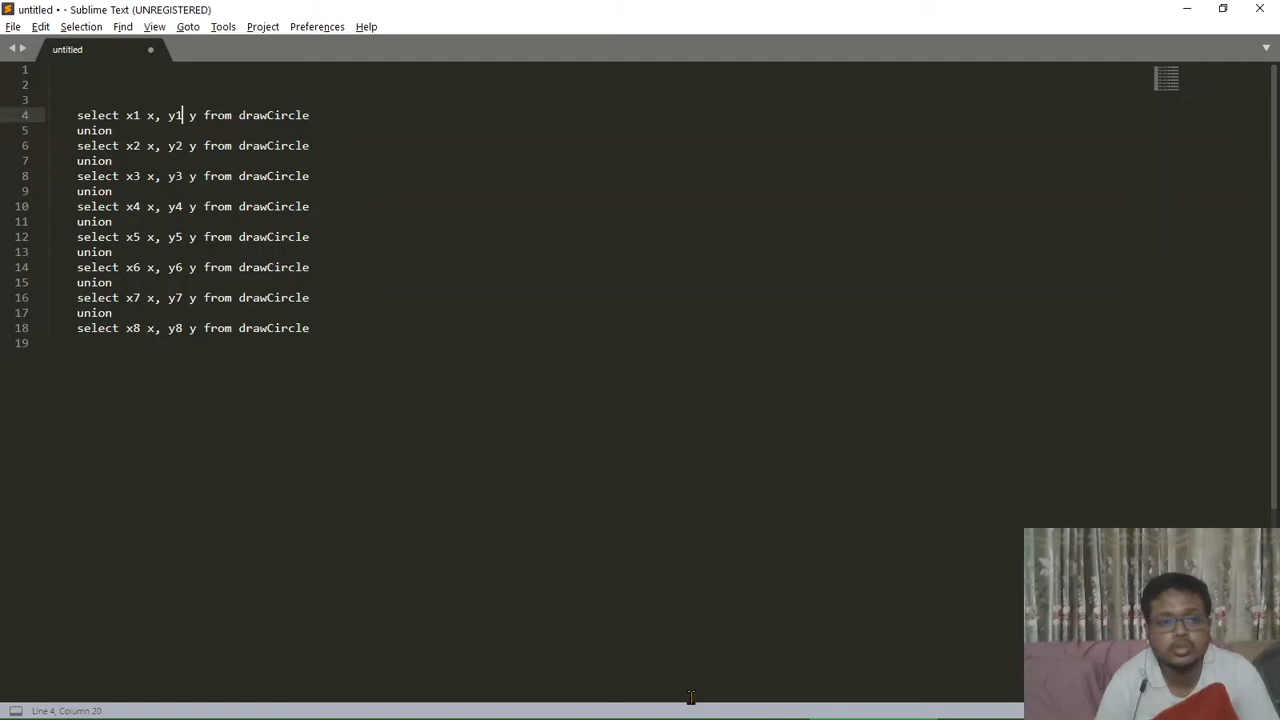 untitled • - Sublime Text (UNREGISTERED)
File Edit Selection Find View Goto Tools Project Preferences Help
untitled
1
2
3
4 select x1 x, y1 y from drawCircle
5 union
6 select x2 x, y2 y from drawCircle
7 union
8 select x3 x, y3 y from drawCircle
9 union
10 select x4 x, y4 y from drawCircle
11 union
12 select x5 x, y5 y from drawCircle
13 union
14 select x6 x, y6 y from drawCircle
15 union
16 select x7 x, y7 y from drawCircle
17 union
18 select x8 x, y8 y from drawCircle
19
Line 4, Column 20